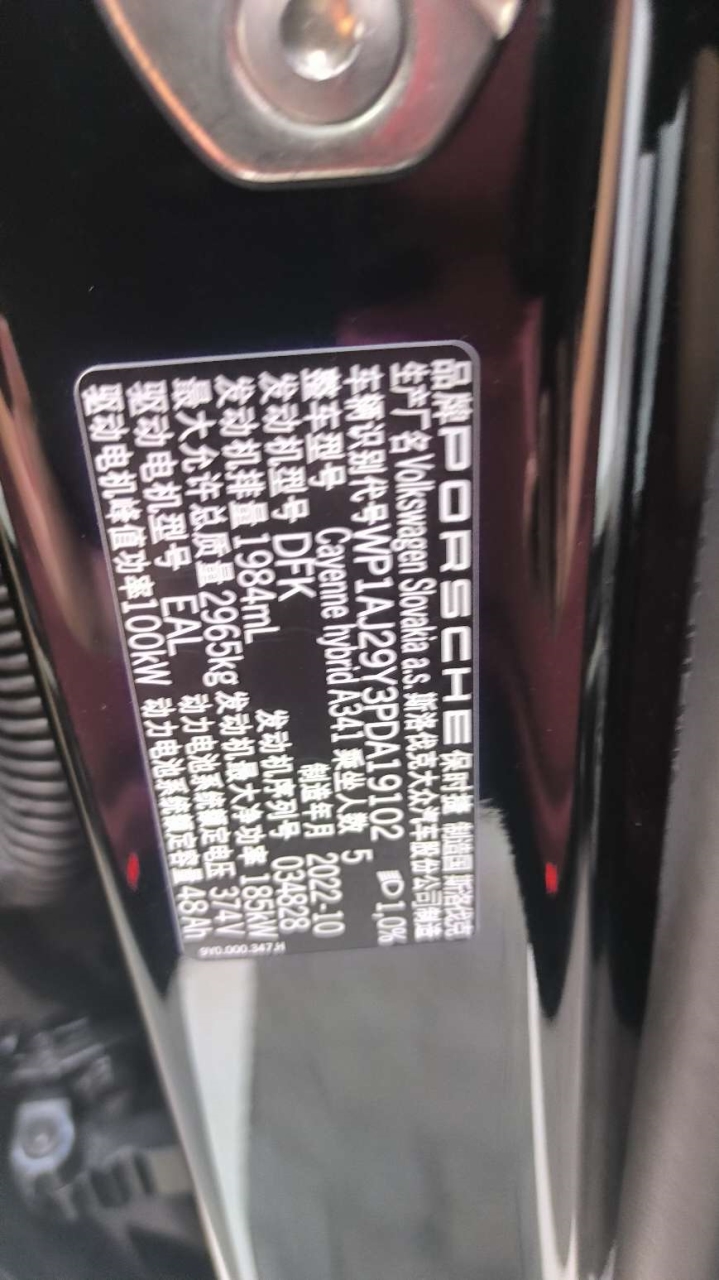 品牌 PORSCHE 保时捷 制造国 斯洛伐克
生产厂名 Volkswagen Slovakia a.s. 斯洛伐克大众汽车股份公司制造
车辆识别代号 WP1AJ29Y3PDA19102 1,0%
整车型号 Cayenne hybrid A341 乘坐人数 5
发动机型号 DFK 制造年月 2022-10
发动机排量 1984mL 发动机序列号 034828
最大允许总质量 2965kg 发动机最大净功率 185kW
驱动电机型号 EAL 动力电池系统额定电压 374V
驱动电机峰值功率 100kW 动力电池系统额定容量 48Ah
9Y0.000.347.H